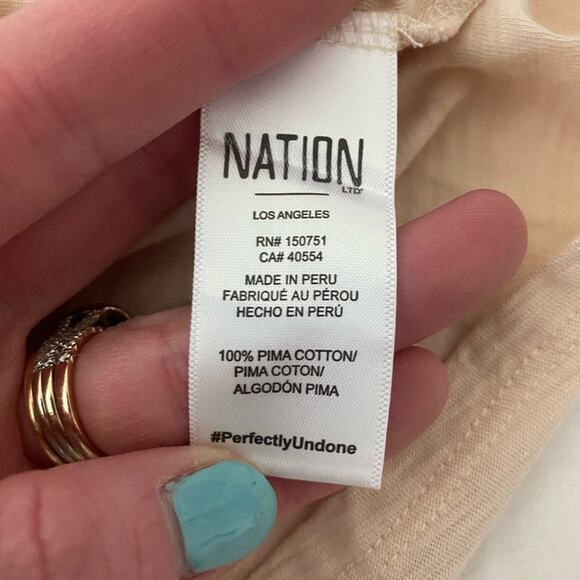 NATION
LTD
LOS ANGELES
RN# 150751
CA# 40554
MADE IN PERU
FABRIQUÉ AU PÉROU
HECHO EN PERÚ
100% PIMA COTTON/
PIMA COTON/
ALGODÓN PIMA
#PerfectlyUndone